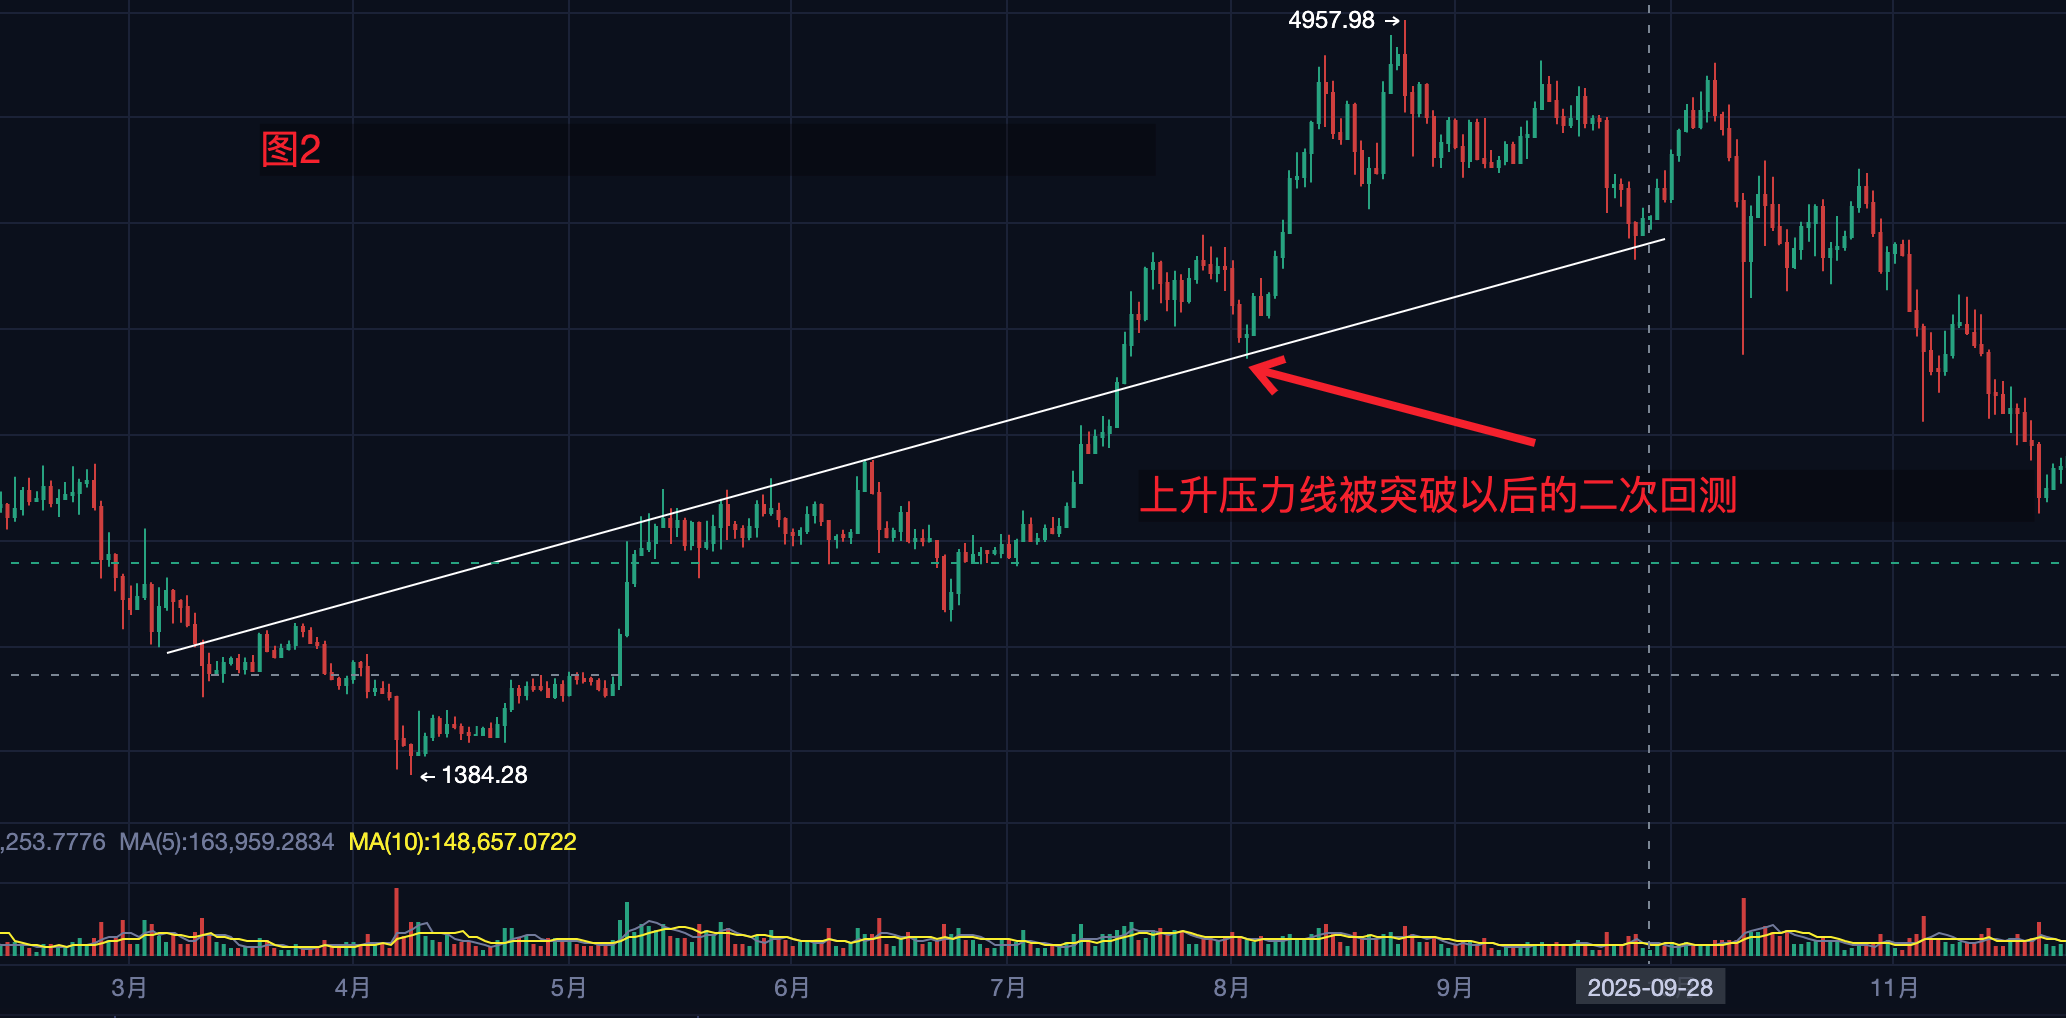 4957.98
图2
上升压力线被突破以后的二次回测
1384.28
,253.7776 MA(5):163,959.2834 MA(10):148,657.0722
3月 4月 5月 6月 7月 8月 9月 2025-09-28 11月